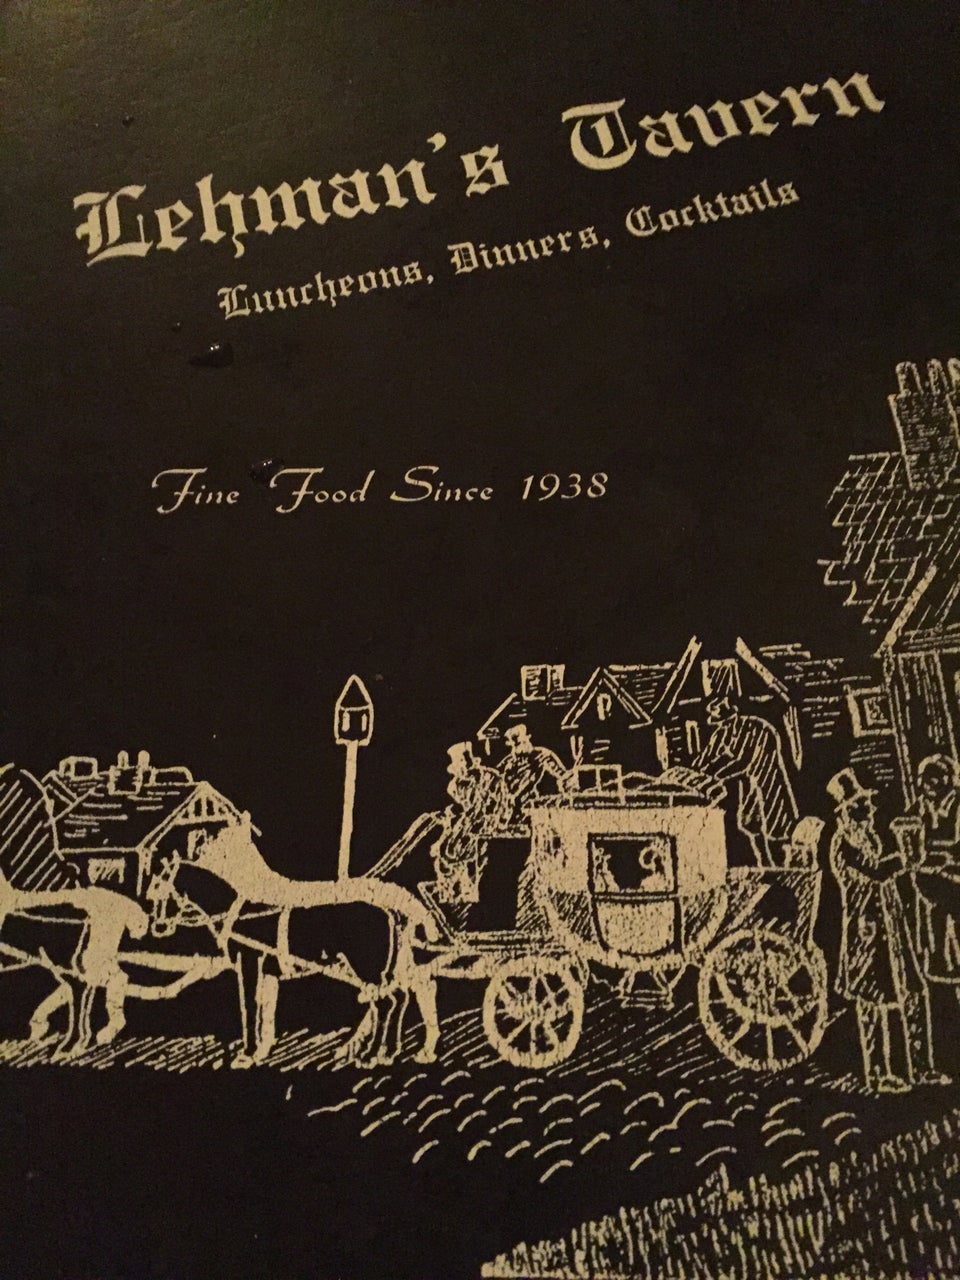 Lehman's Tavern
Luncheons, Dinners, Cocktails
Fine Food Since 1938